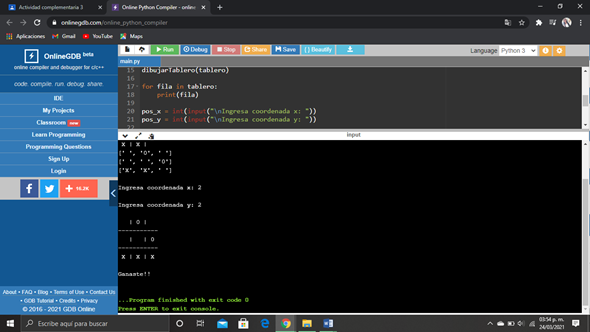 Actividad complementaria 3
Online Python Compiler - online
onlinegdb.com/online_python_compiler
Aplicaciones
Gmail
YouTube
Maps
OnlineGDB beta
online compiler and debugger for c/c++
code. compile. run. debug. share.
IDE
My Projects
Classroom new
Learn Programming
Programming Questions
Sign Up
Login
16.2K
About • FAQ • Blog • Terms of Use • Contact Us
• GDB Tutorial • Credits • Privacy
© 2016 - 2021 GDB Online
Run
Debug
Stop
Share
Save
{ } Beautify
Language Python 3
main.py
15 dibujarTablero(tablero)
16
17 for fila in tablero:
18 print(fila)
19
20 pos_x = int(input("\nIngresa coordenada x: "))
21 pos_y = int(input("\nIngresa coordenada y: "))
22
input
X | X |
[' ', 'O', ' ']
[' ', ' ', 'O']
['X', 'X', ' ']
Ingresa coordenada x: 2
Ingresa coordenada y: 2
| O |
-----------
| | O
-----------
X | X | X
Ganaste!!
...Program finished with exit code 0
Press ENTER to exit console.
Escribe aquí para buscar
03:54 p. m.
24/03/2021